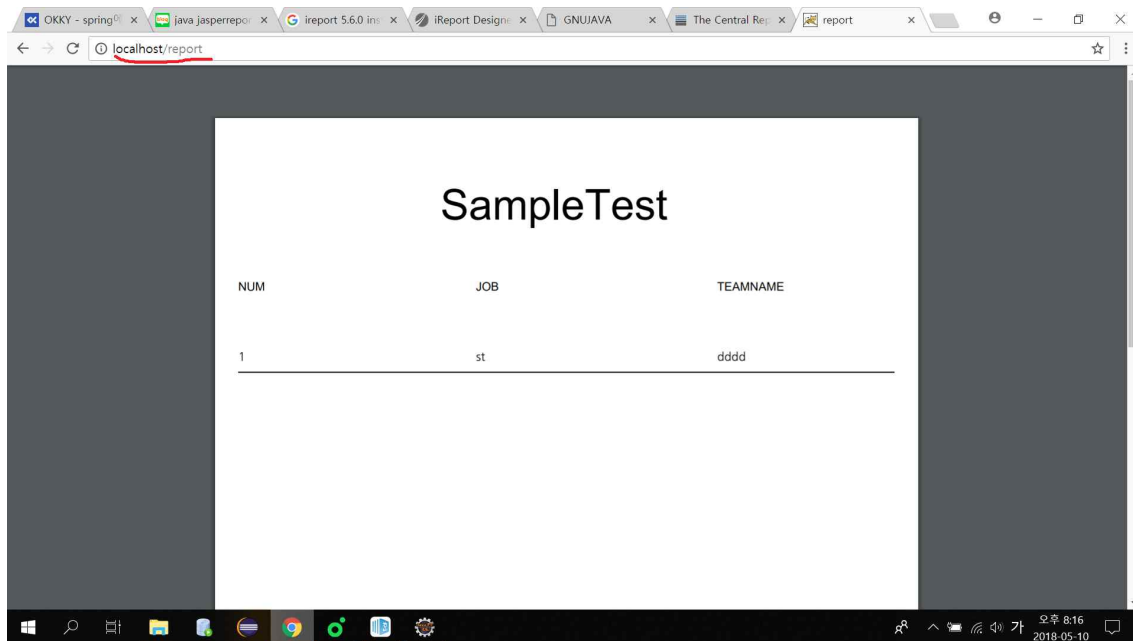 OKKY - spring
java jasperrepor
ireport 5.6.0 ins
iReport Designe
GNUJAVA
The Central Rep
report
localhost/report
SampleTest
NUM JOB TEAMNAME
1 st dddd
가 오후 8:16
2018-05-10